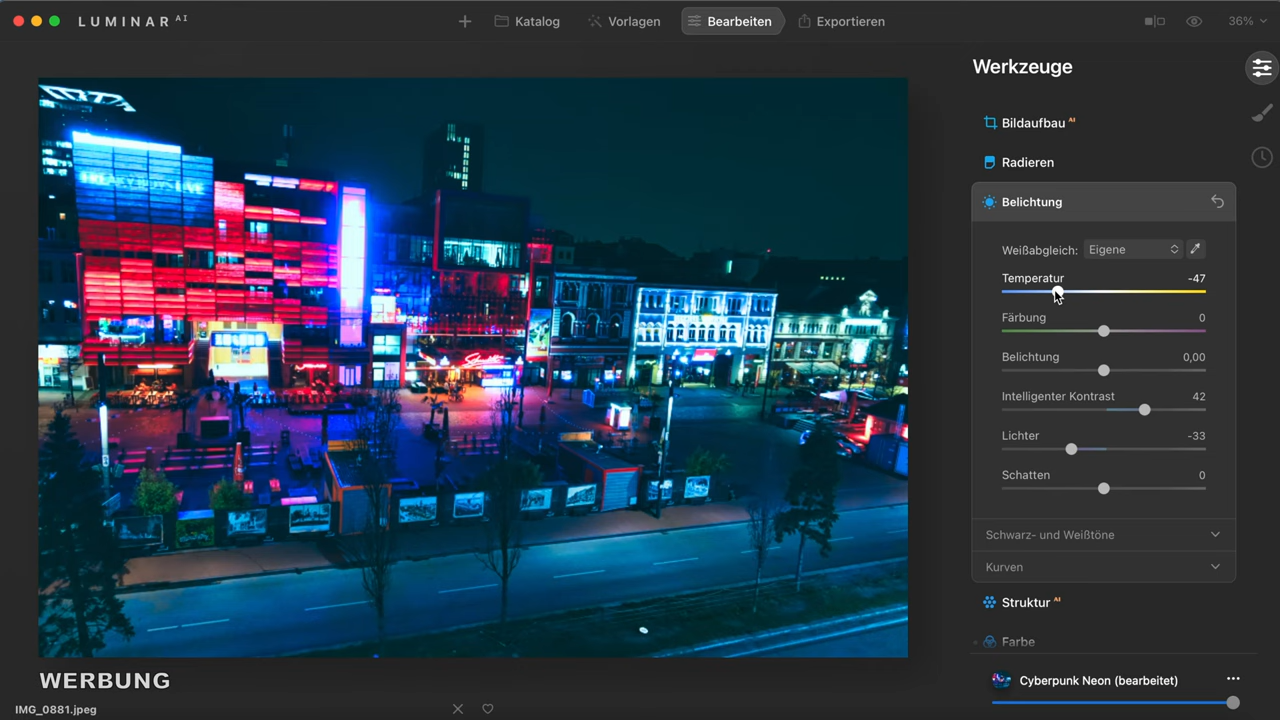 LUMINAR AI
Katalog
Vorlagen
Bearbeiten
Exportieren
36%
Werkzeuge
Bildaufbau AI
Radieren
Belichtung
Weißabgleich: Eigene
Temperatur -47
Färbung 0
Belichtung 0,00
Intelligenter Kontrast 42
Lichter -33
Schatten 0
Schwarz- und Weißtöne
Kurven
Struktur AI
Farbe
Cyberpunk Neon (bearbeitet)
WERBUNG
IMG_0881.jpeg